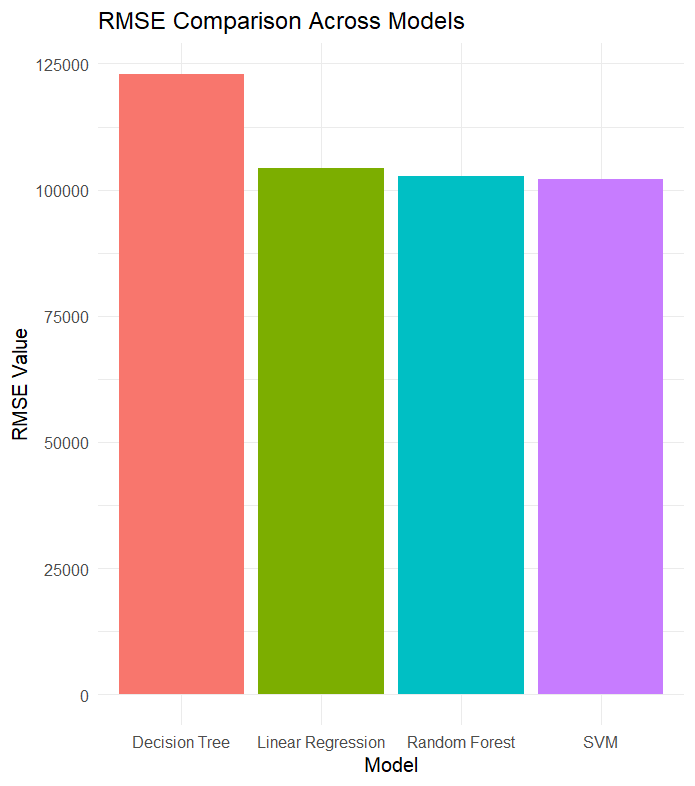 RMSE Comparison Across Models
RMSE Value
125000
100000
75000
50000
25000
0
Decision Tree
Linear Regression
Random Forest
SVM
Model